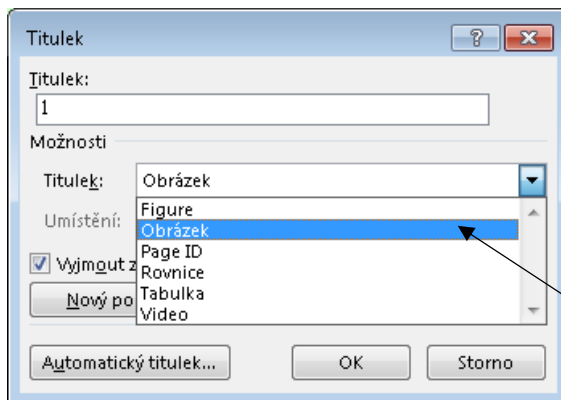 Titulek
Titulek:
1
Možnosti
Titulek: Obrázek
Figure
Umístění: Obrázek
Page ID
Vyjmout z Rovnice
Nový po Tabulka
Video
Automatický titulek... OK Storno